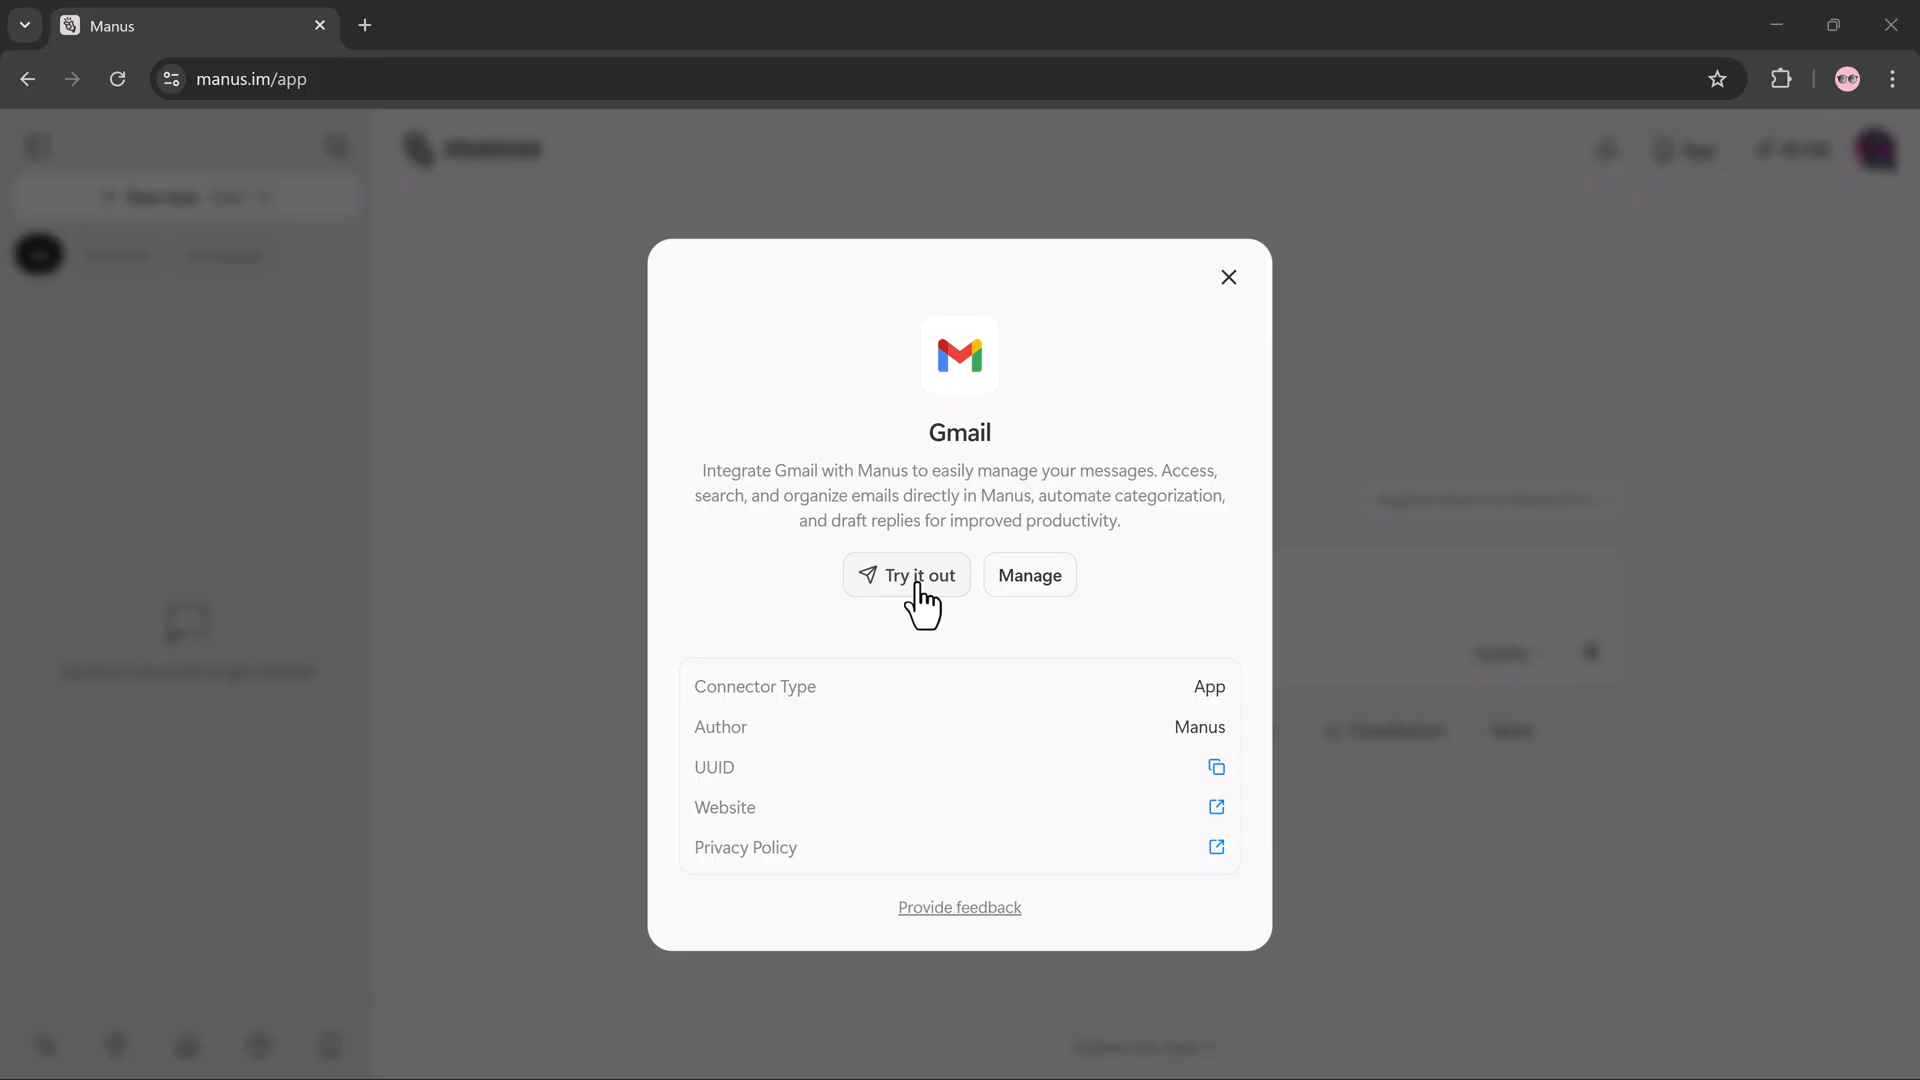 Manus
manus.im/app
Gmail
Integrate Gmail with Manus to easily manage your messages. Access,
search, and organize emails directly in Manus, automate categorization,
and draft replies for improved productivity.
Try it out
Manage
Connector Type App
Author Manus
UUID
Website
Privacy Policy
Provide feedback